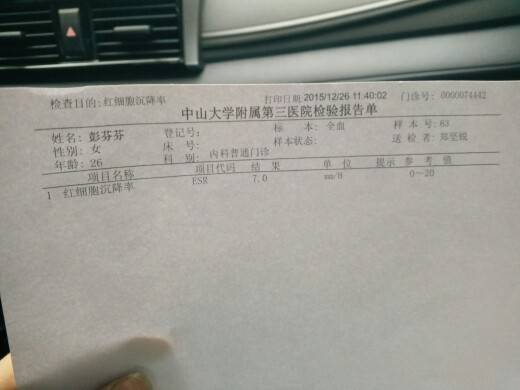 检查目的:红细胞沉降率 打印日期:2015/12/26 11:40:02 门诊号: 0000074442
中山大学附属第三医院检验报告单
姓名: 彭芬芬 登记号: 标 本: 全血 样 本 号: 63
性别: 女 床 号: 样本状态: 送 检 者: 郑坚锐
年龄: 26 科 别: 内科普通门诊
项目名称 项目代码 结 果 单 位 提示 参 考 值
1 红细胞沉降率 ESR 7.0 mm/H 0～20